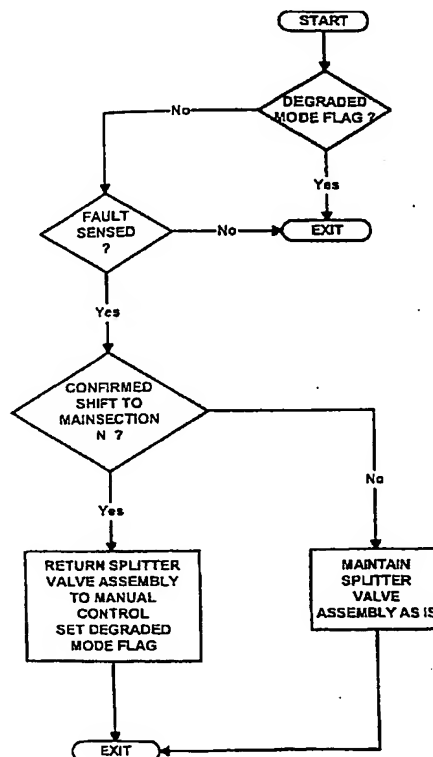 START
DEGRADED
MODE FLAG ?
No
Yes
FAULT
SENSED
?
No
EXIT
Yes
CONFIRMED
SHIFT TO
MAINSECTION
N ?
No
Yes
RETURN SPLITTER
VALVE ASSEMBLY
TO MANUAL
CONTROL
SET DEGRADED
MODE FLAG
MAINTAIN
SPLITTER
VALVE
ASSEMBLY AS IS
EXIT